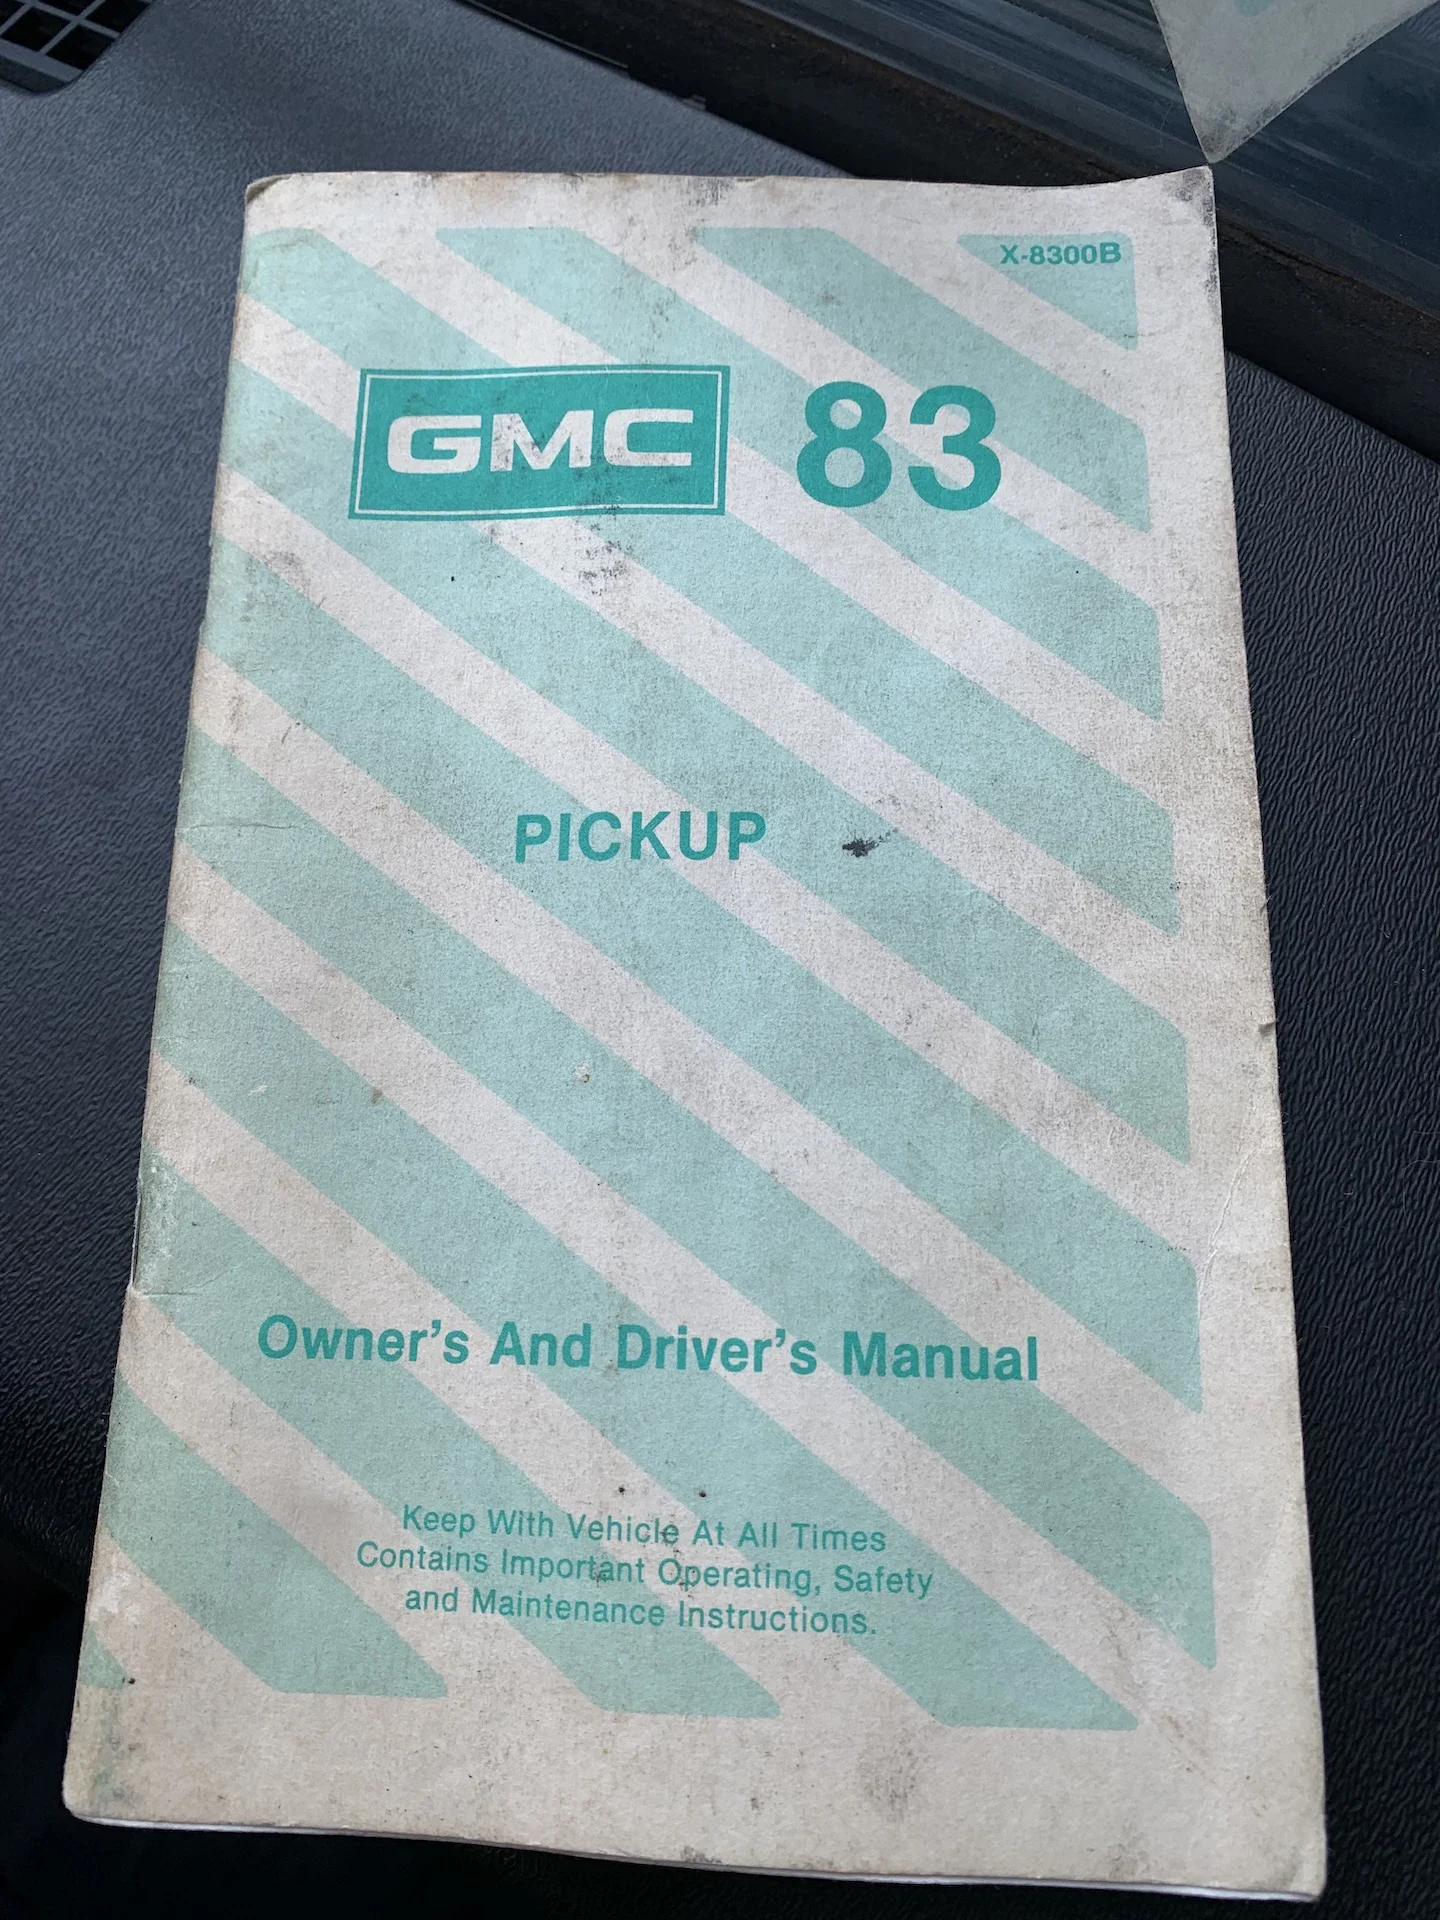 X-8300B
GMC 83
PICKUP
Owner's And Driver's Manual
Keep With Vehicle At All Times
Contains Important Operating, Safety
and Maintenance Instructions.